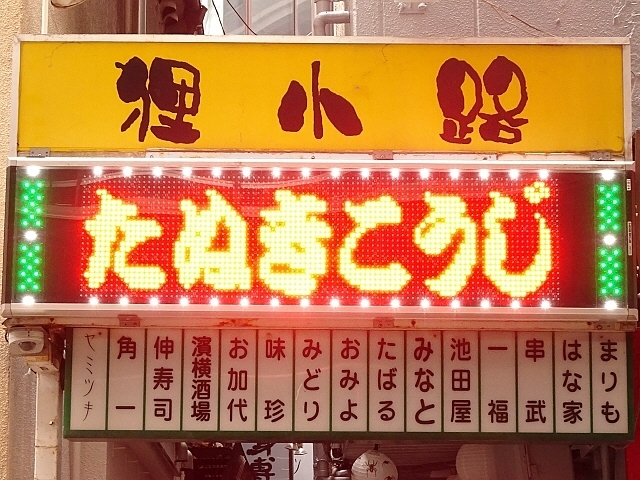 狸小路
たぬきこうじ
まりも
はな家
串武
一福
池田屋
みなと
たばる
おみよ
みどり
味珍
お加代
濱横酒場
伸寿司
角一
ヤミツキ